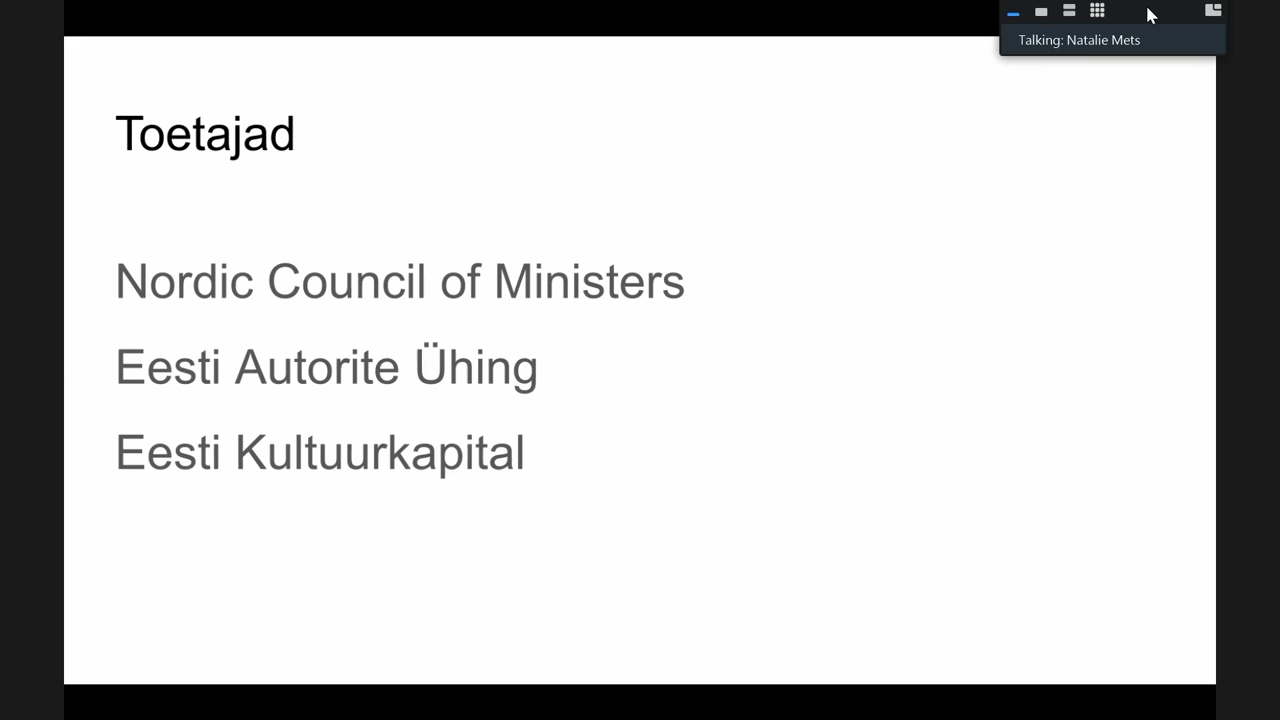 Talking: Natalie Mets
Toetajad
Nordic Council of Ministers
Eesti Autorite Ühing
Eesti Kultuurkapital